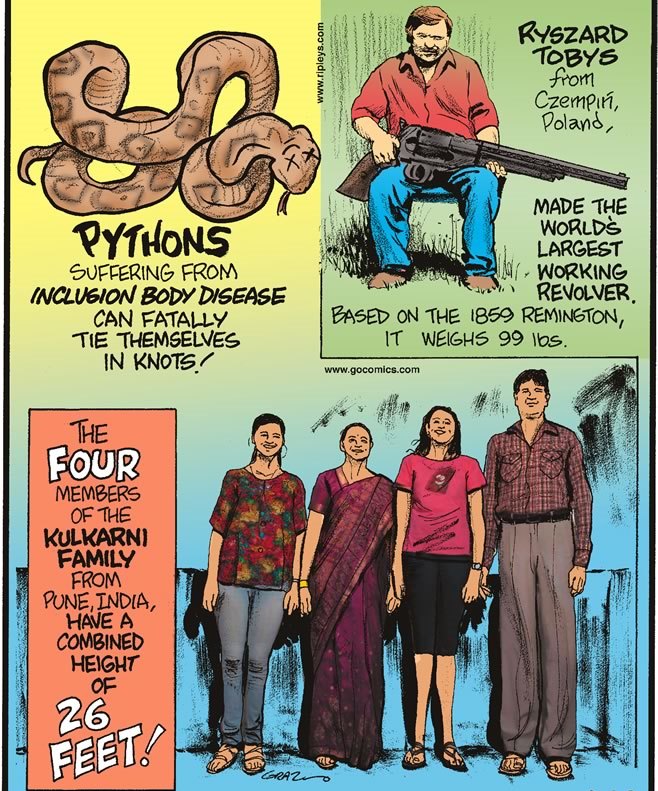 www.ripleys.com
PYTHONS
SUFFERING FROM
INCLUSION BODY DISEASE
CAN FATALLY
TIE THEMSELVES
IN KNOTS!
RYSZARD
TOBYS
from
Czempiń,
Poland,
MADE THE
WORLD'S
LARGEST
WORKING
REVOLVER.
BASED ON THE 1859 REMINGTON,
IT WEIGHS 99 lbs.
www.gocomics.com
THE
FOUR
MEMBERS
OF THE
KULKARNI
FAMILY
FROM
PUNE, INDIA,
HAVE A
COMBINED
HEIGHT
OF
26
FEET!
GRAZ